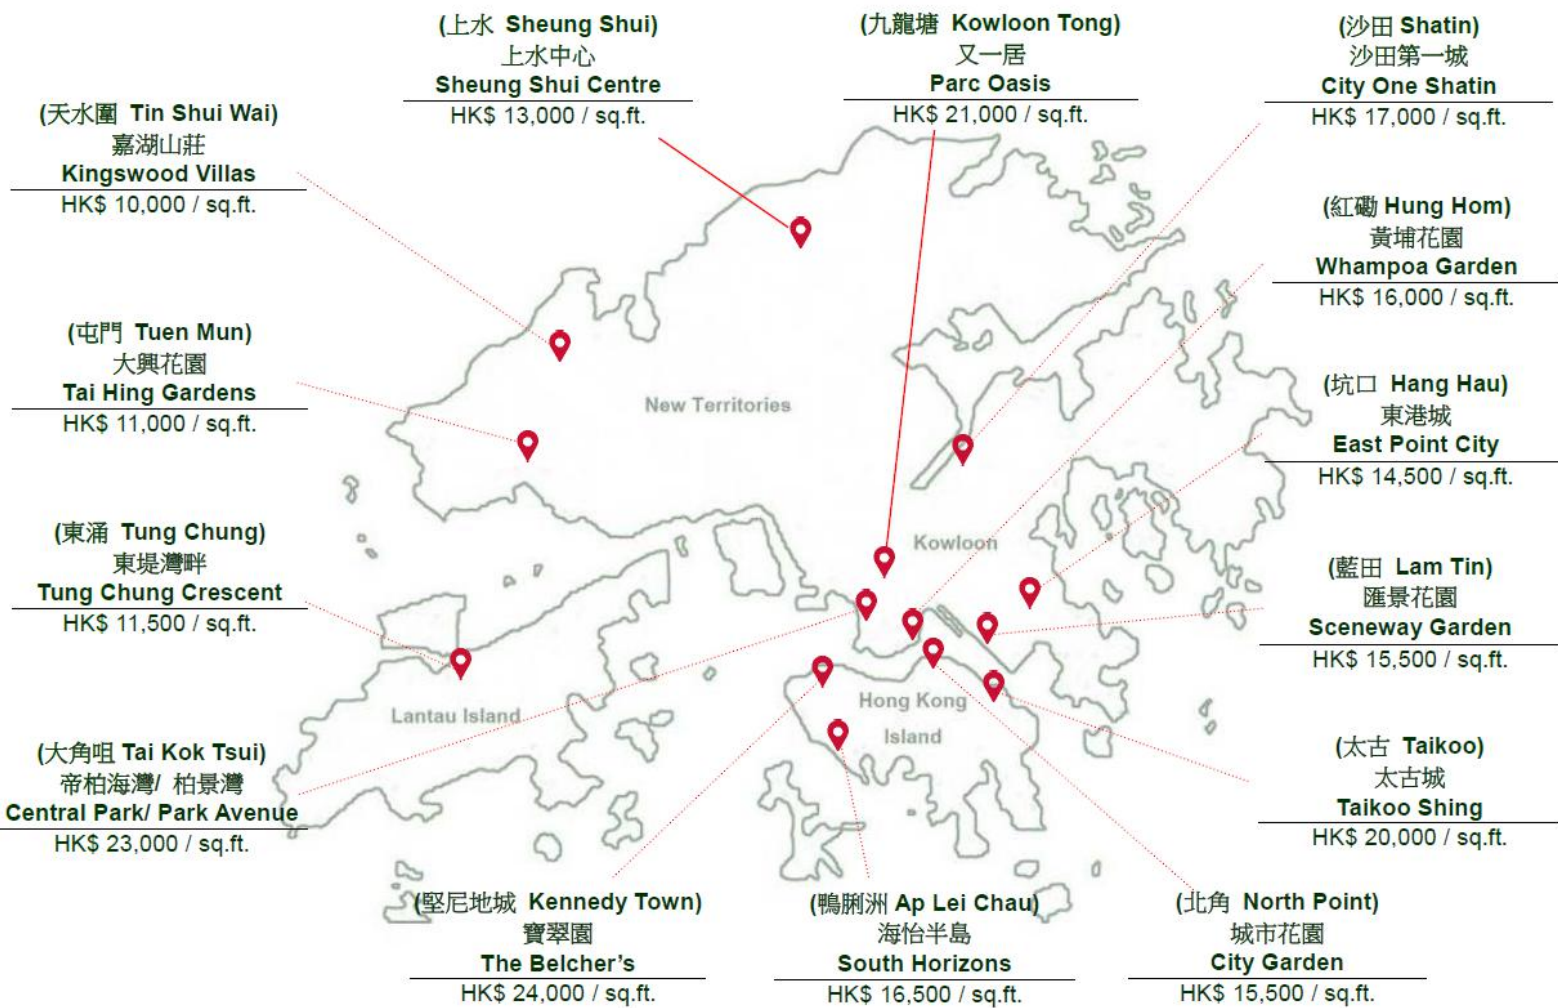 (上水 Sheung Shui)
上水中心
Sheung Shui Centre
HK$ 13,000 / sq.ft.
(九龍塘 Kowloon Tong)
又一居
Parc Oasis
HK$ 21,000 / sq.ft.
(沙田 Shatin)
沙田第一城
City One Shatin
HK$ 17,000 / sq.ft.
(天水圍 Tin Shui Wai)
嘉湖山莊
Kingswood Villas
HK$ 10,000 / sq.ft.
(紅磡 Hung Hom)
黃埔花園
Whampoa Garden
HK$ 16,000 / sq.ft.
(屯門 Tuen Mun)
大興花園
Tai Hing Gardens
HK$ 11,000 / sq.ft.
New Territories
(坑口 Hang Hau)
東港城
East Point City
HK$ 14,500 / sq.ft.
(東涌 Tung Chung)
東堤灣畔
Tung Chung Crescent
HK$ 11,500 / sq.ft.
Kowloon
(藍田 Lam Tin)
匯景花園
Sceneway Garden
HK$ 15,500 / sq.ft.
Lantau Island
Hong Kong
Island
(大角咀 Tai Kok Tsui)
帝柏海灣/ 柏景灣
Central Park/ Park Avenue
HK$ 23,000 / sq.ft.
(太古 Taikoo)
太古城
Taikoo Shing
HK$ 20,000 / sq.ft.
(堅尼地城 Kennedy Town)
寶翠園
The Belcher’s
HK$ 24,000 / sq.ft.
(鴨脷洲 Ap Lei Chau)
海怡半島
South Horizons
HK$ 16,500 / sq.ft.
(北角 North Point)
城市花園
City Garden
HK$ 15,500 / sq.ft.